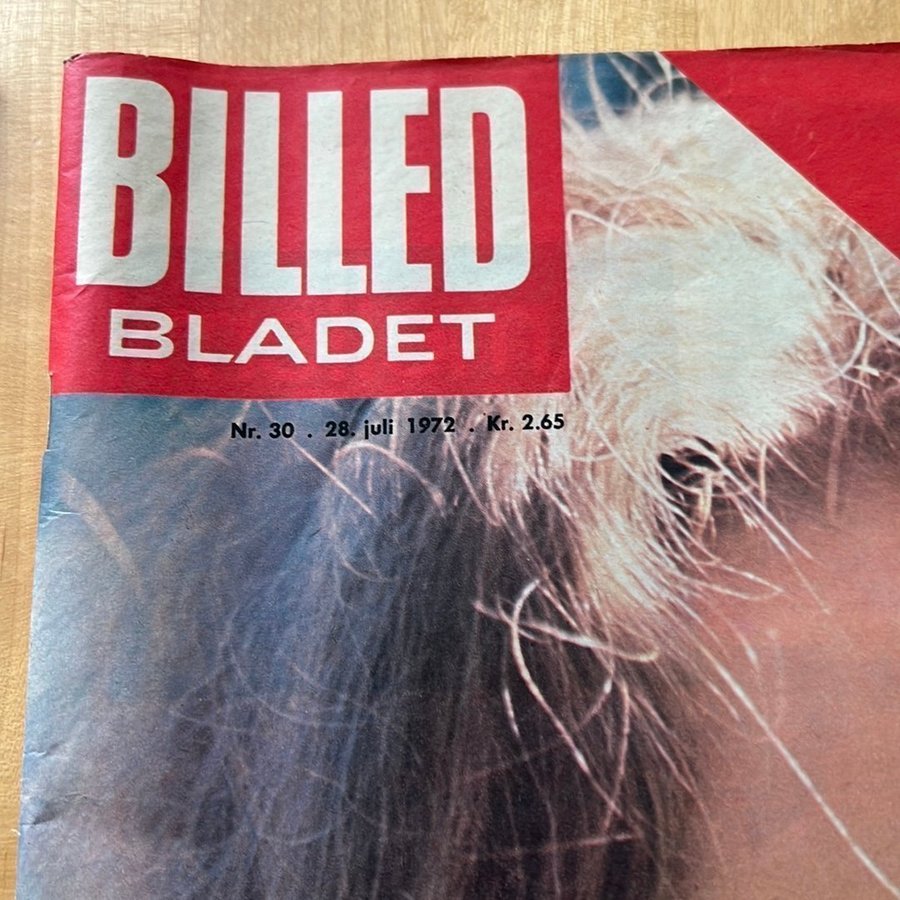 BILLED
BLADET
Nr. 30 . 28. juli 1972 . Kr. 2.65